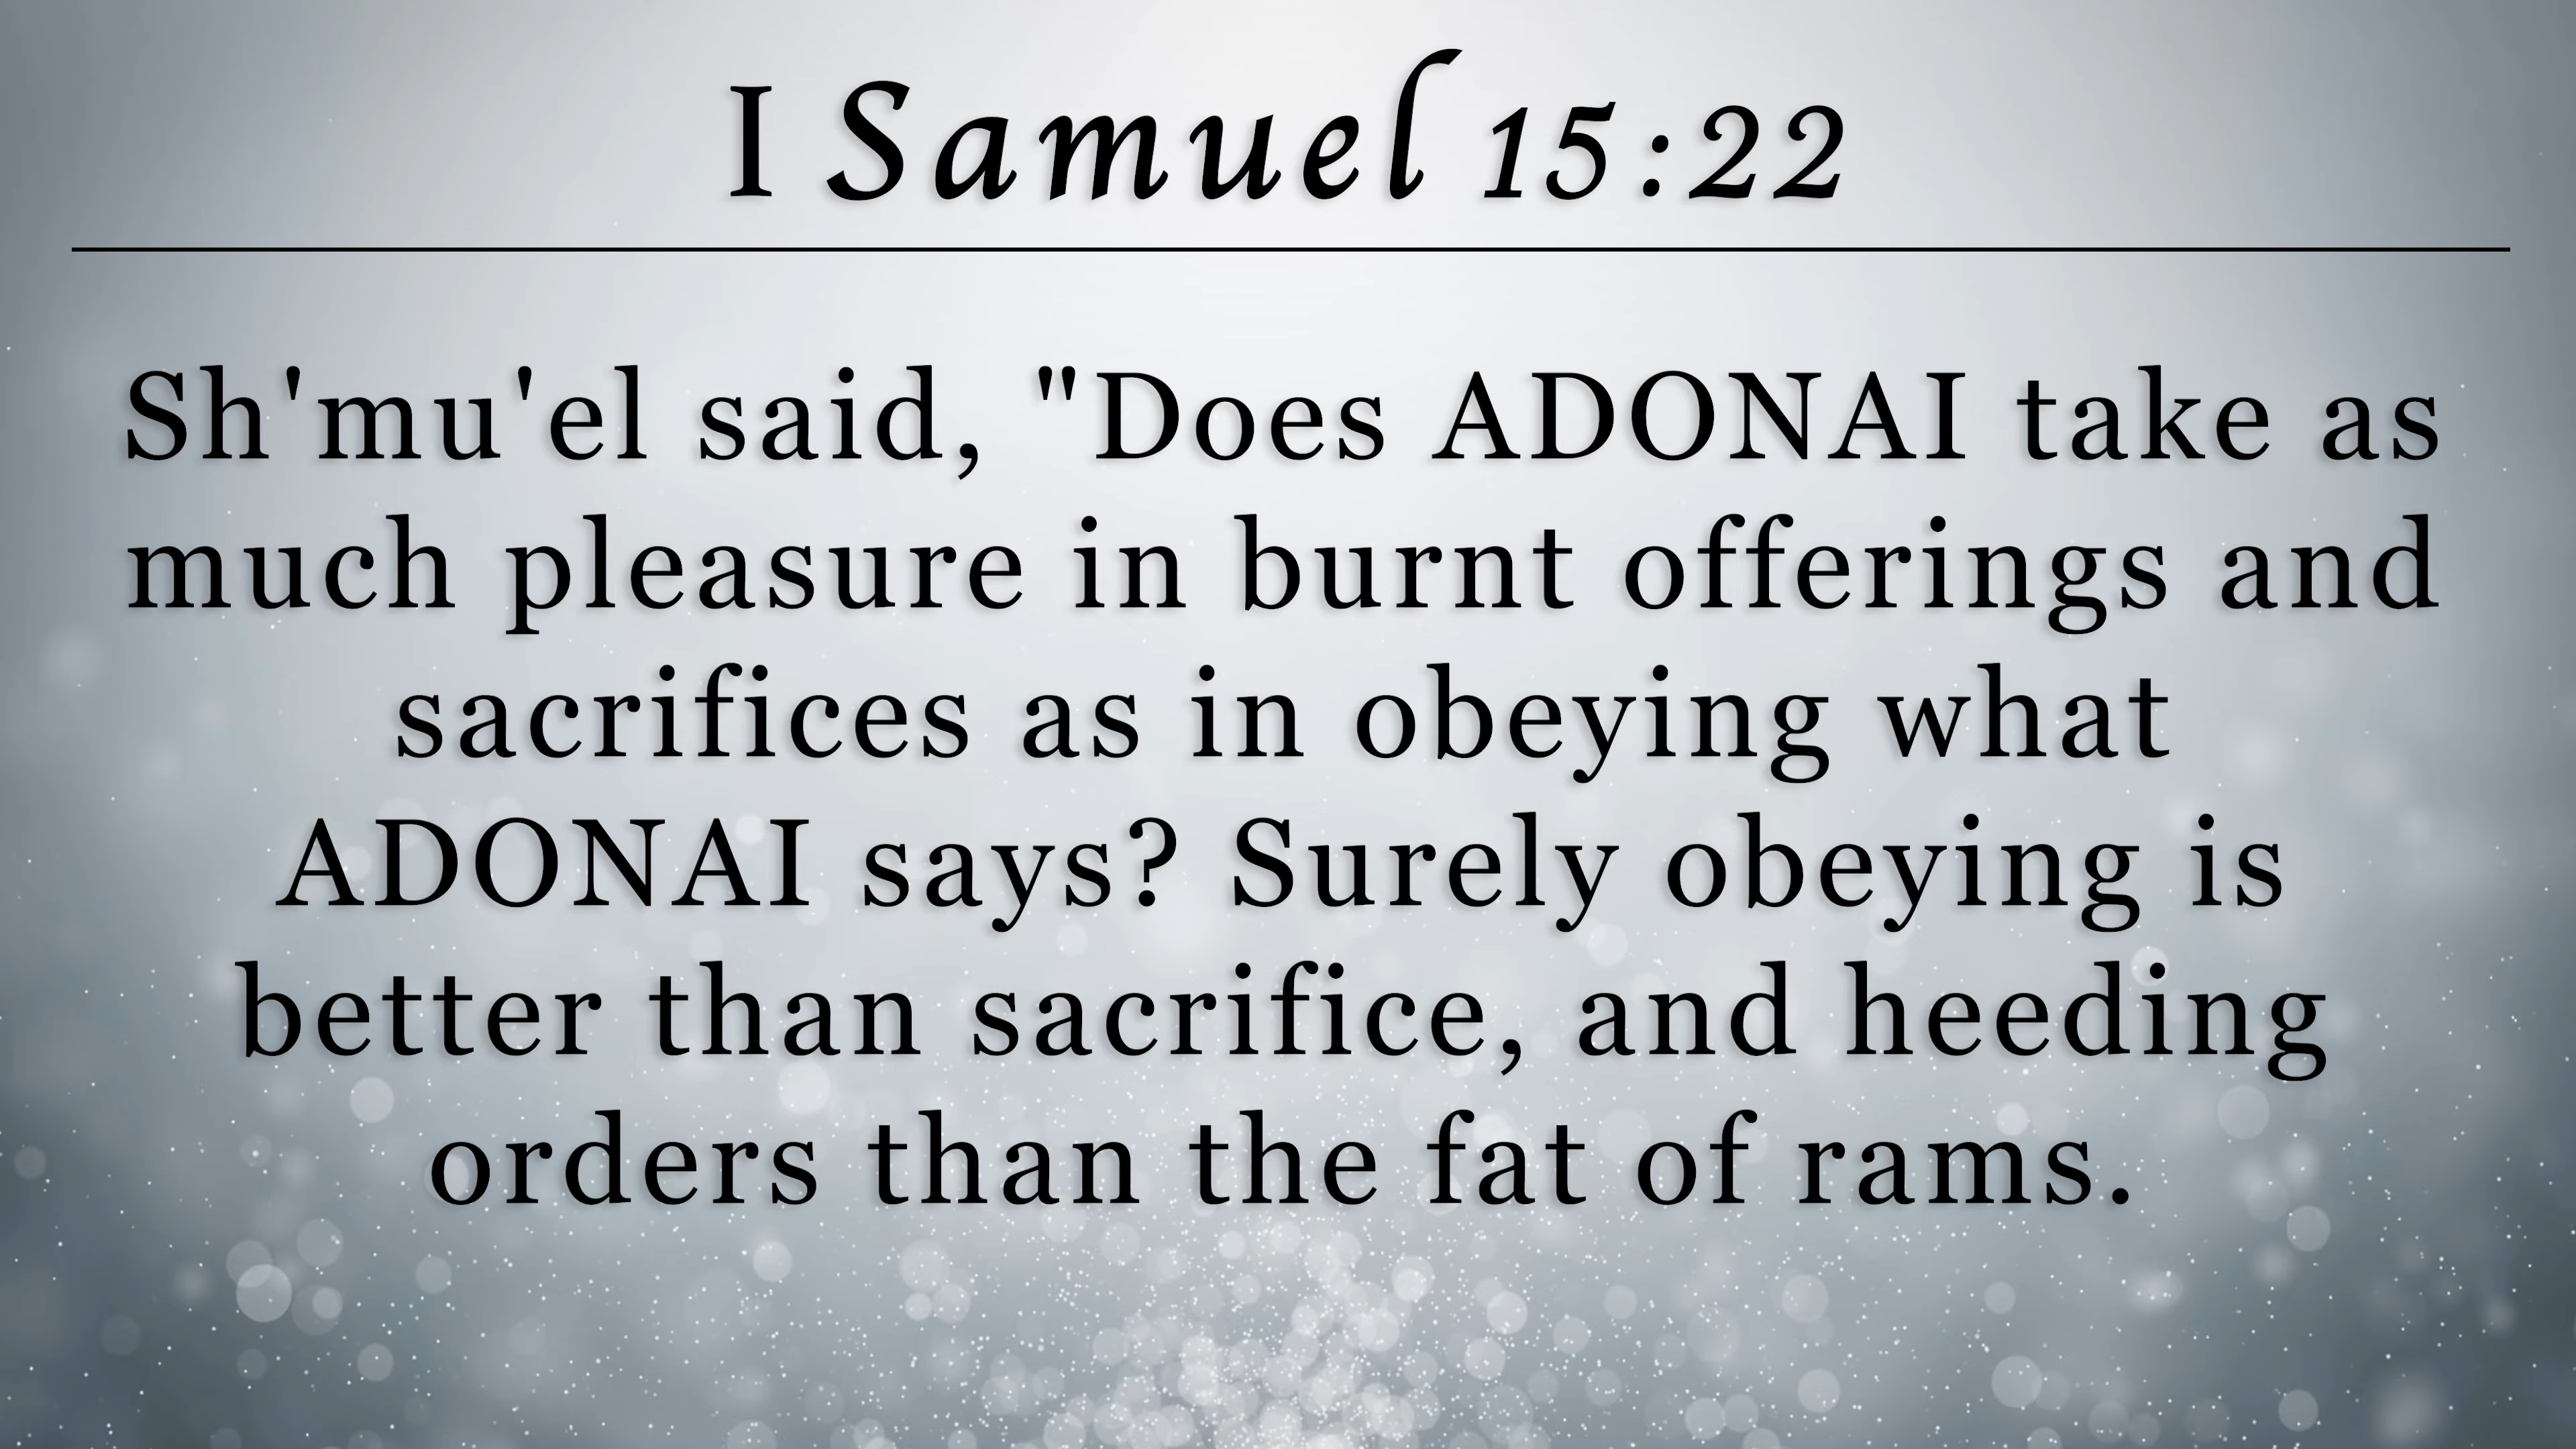 I Samuel 15:22
Sh'mu'el said, "Does ADONAI take as
much pleasure in burnt offerings and
sacrifices as in obeying what
ADONAI says? Surely obeying is
better than sacrifice, and heeding
orders than the fat of rams.